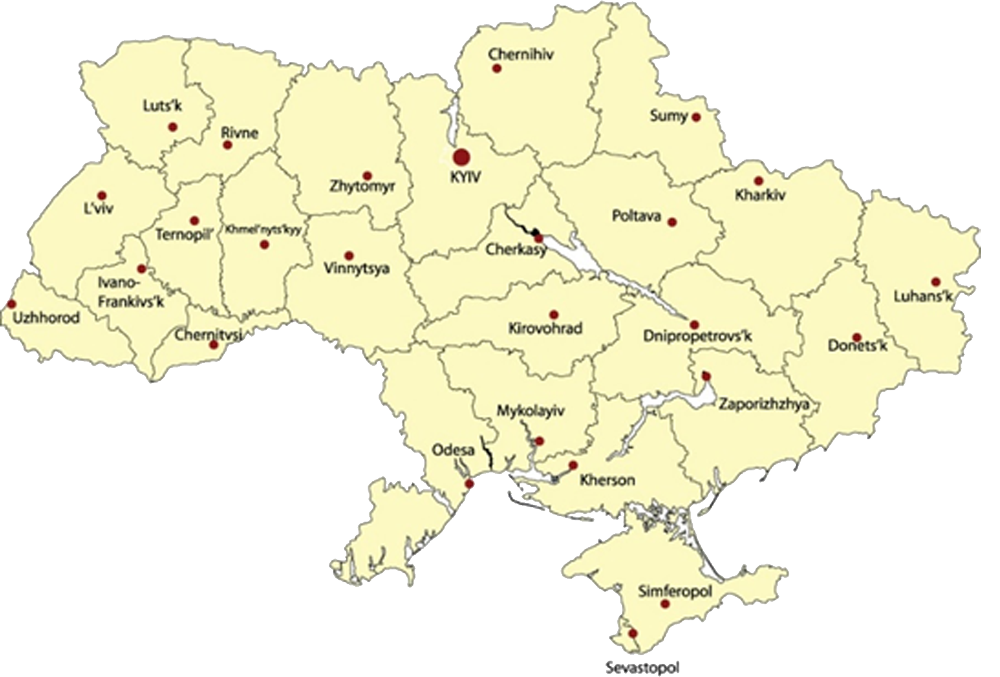 Chernihiv
Luts'k
Sumy
Rivne
KYIV
Zhytomyr
Kharkiv
L'viv
Poltava
Ternopil'
Khmel'nyts'kyy
Cherkasy
Vinnytsya
Ivano-
Frankivs'k
Luhans'k
Uzhhorod
Kirovohrad
Chernitvsi
Dnipropetrovs'k
Donets'k
Zaporizhzhya
Mykolayiv
Odesa
Kherson
Simferopol
Sevastopol